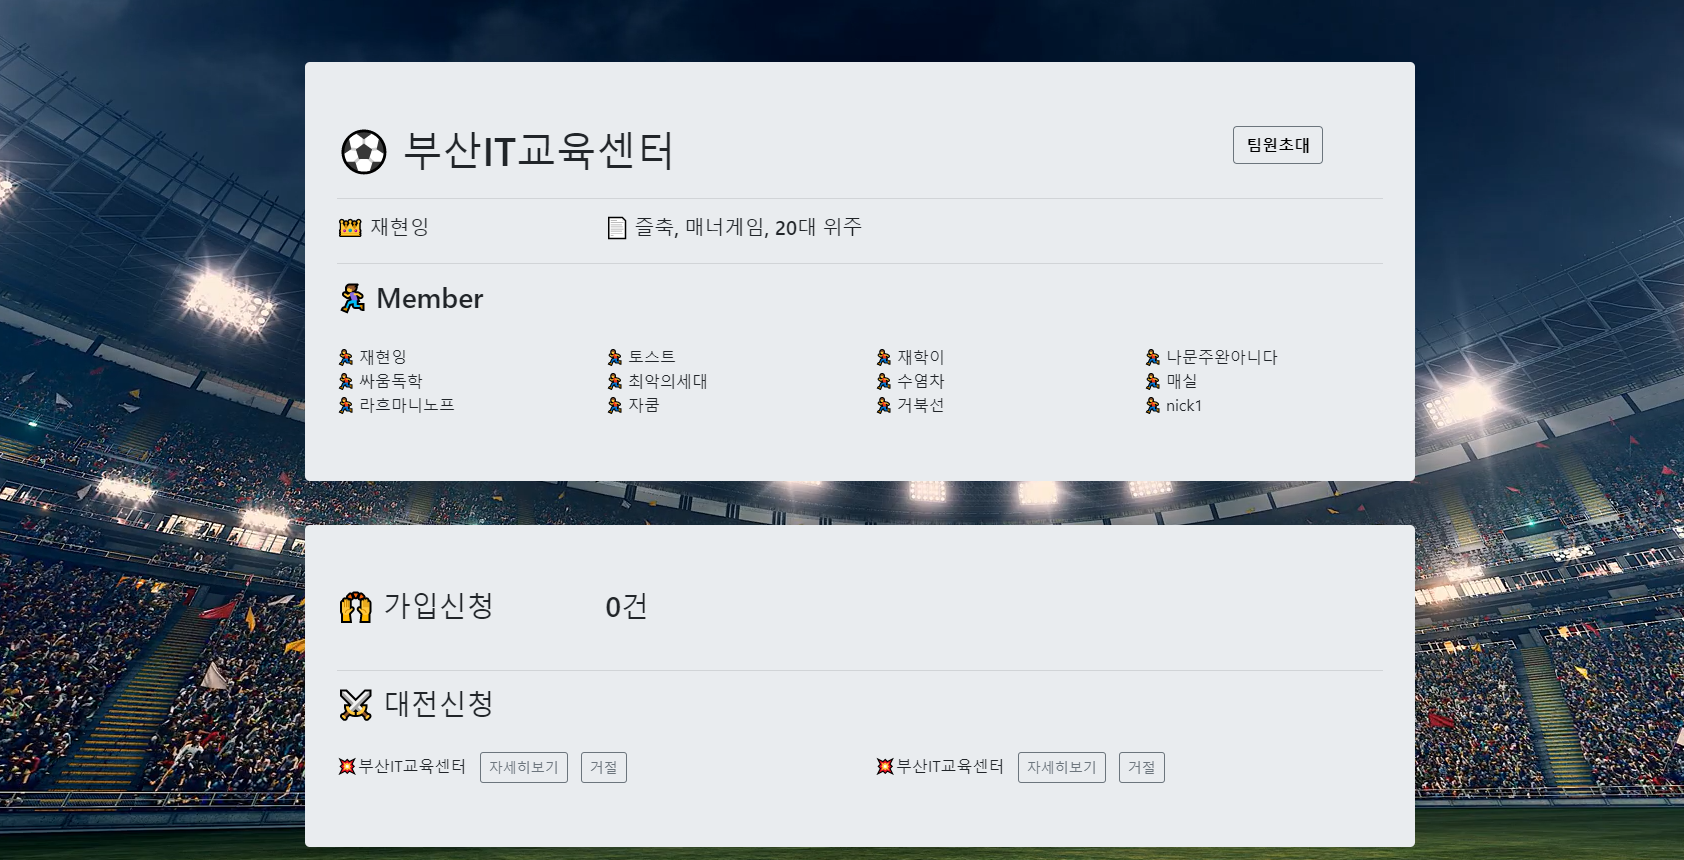 부산IT교육센터 팀원초대
재현잉 즐축, 매너게임, 20대 위주
Member
재현잉 토스트 재학이 나문주완아니다
싸움독학 최악의세대 수염차 매실
라흐마니노프 자쿰 거북선 nick1
가입신청 0건
대전신청
부산IT교육센터 자세히보기 거절 부산IT교육센터 자세히보기 거절